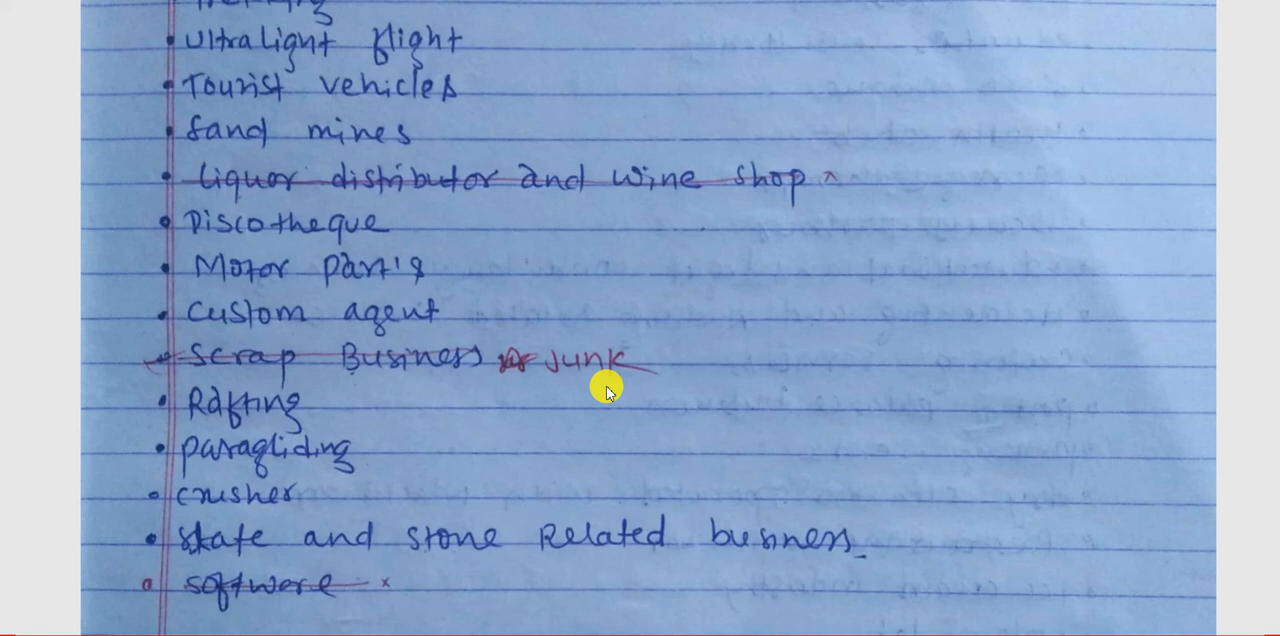 Trekking
• Ultralight flight
• Tourist vehicles
• Sand mines
• Liquor distributor and wine shop ×
• Discotheque
• Motor part's
• Custom agent
• Scrap Business Junk
• Rafting
• paragliding
• crusher
• slate and stone Related business
• software ×